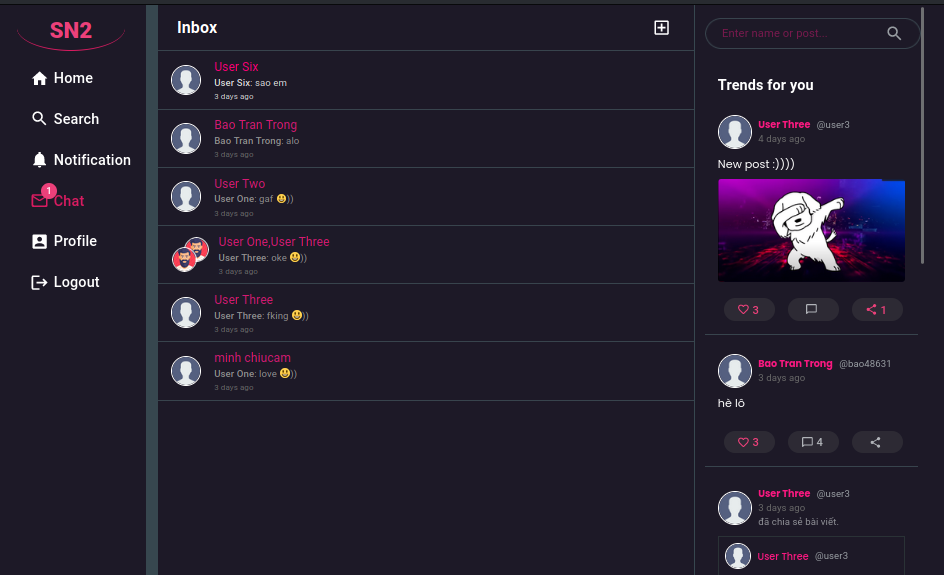 SN2
Home
Search
Notification
1
Chat
Profile
Logout
Inbox
User Six
User Six: sao em
3 days ago
Bao Tran Trong
Bao Tran Trong: alo
3 days ago
User Two
User One: gaf 😃))
3 days ago
User One,User Three
User Three: oke 😃))
3 days ago
User Three
User Three: fking 😃))
3 days ago
minh chiucam
User One: love 😃))
3 days ago
Enter name or post...
Trends for you
User Three @user3
4 days ago
New post :))))
3 1
Bao Tran Trong @bao48631
3 days ago
hè lô
3 4
User Three @user3
3 days ago
đã chia sẻ bài viết.
User Three @user3